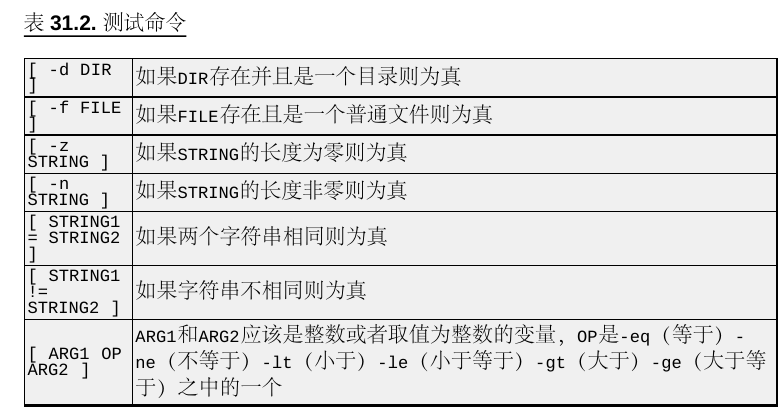 表 31.2. 测试命令
[ -d DIR
]
如果DIR存在并且是一个目录则为真
[ -f FILE
]
如果FILE存在且是一个普通文件则为真
[ -z
STRING ]
如果STRING的长度为零则为真
[ -n
STRING ]
如果STRING的长度非零则为真
[ STRING1
= STRING2
]
如果两个字符串相同则为真
[ STRING1
!=
STRING2 ]
如果字符串不相同则为真
[ ARG1 OP
ARG2 ]
ARG1和ARG2应该是整数或者取值为整数的变量，OP是-eq（等于）-
ne（不等于）-lt（小于）-le（小于等于）-gt（大于）-ge（大于等
于）之中的一个